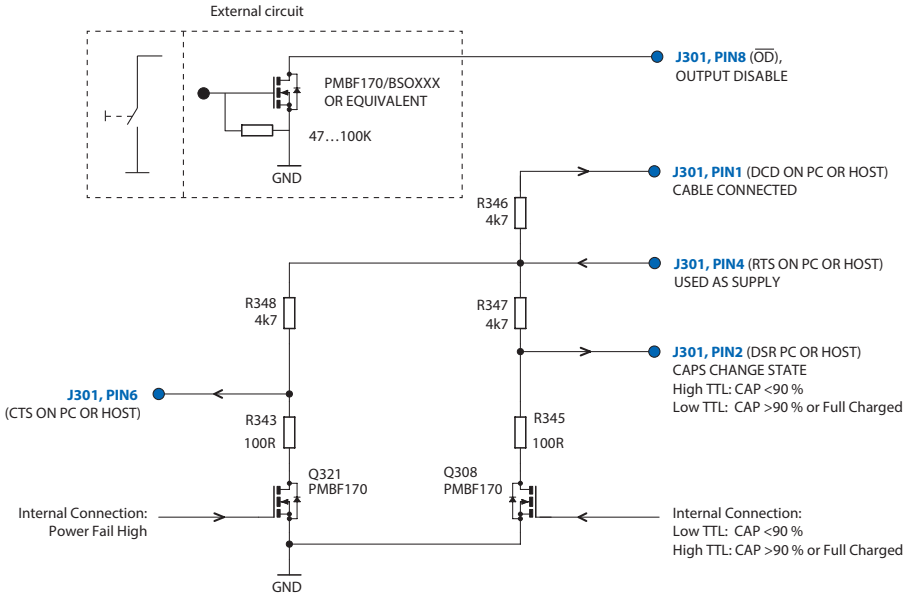 External circuit
J301, PIN8 (OD),
OUTPUT DISABLE
PMBF170/BSOXXX
OR EQUIVALENT
47...100K
GND
J301, PIN1 (DCD ON PC OR HOST)
CABLE CONNECTED
R346
4k7
J301, PIN4 (RTS ON PC OR HOST)
USED AS SUPPLY
R348
4k7
R347
4k7
J301, PIN2 (DSR PC OR HOST)
CAPS CHANGE STATE
High TTL: CAP <90 %
Low TTL: CAP >90 % or Full Charged
J301, PIN6
(CTS ON PC OR HOST)
R343
100R
R345
100R
Q321
PMBF170
Q308
PMBF170
Internal Connection:
Power Fail High
Internal Connection:
Low TTL: CAP <90 %
High TTL: CAP >90 % or Full Charged
GND